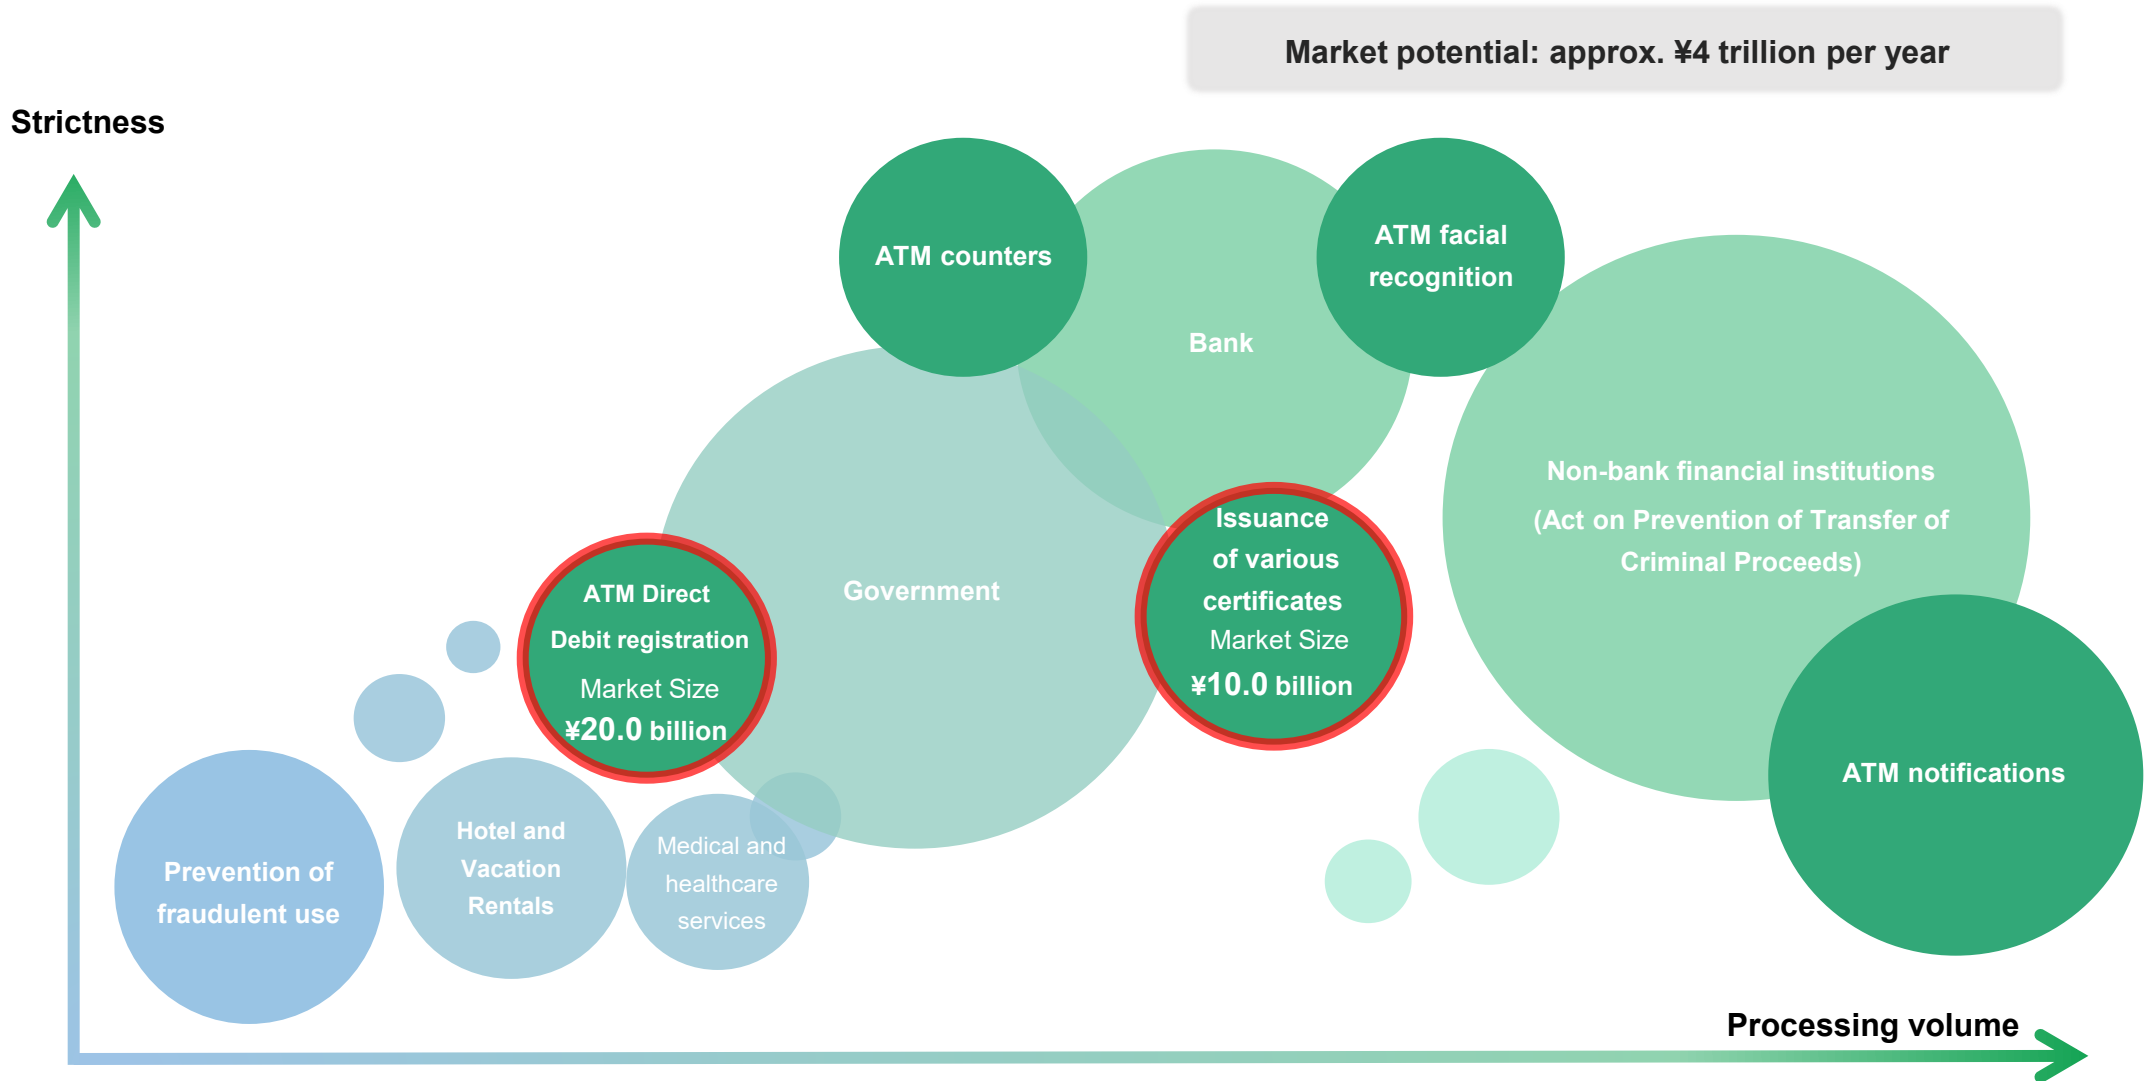 Market potential: approx. ¥4 trillion per year
Strictness
ATM counters
ATM facial
recognition
Bank
Non-bank financial institutions
(Act on Prevention of Transfer of
Criminal Proceeds)
Government
Issuance
of various
certificates
Market Size
¥10.0 billion
ATM Direct
Debit registration
Market Size
¥20.0 billion
ATM notifications
Prevention of
fraudulent use
Hotel and
Vacation
Rentals
Medical and
healthcare
services
Processing volume